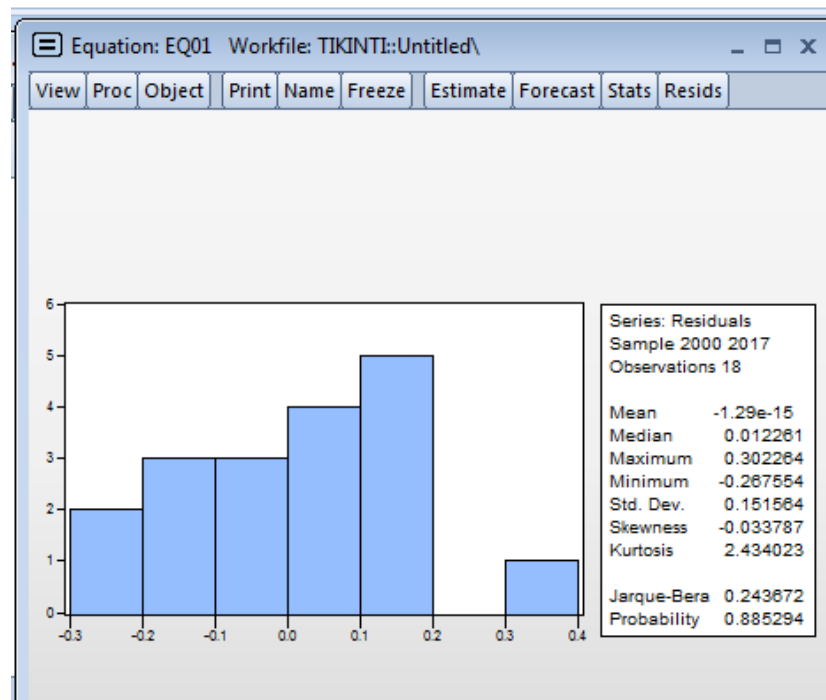 Equation: EQ01 Workfile: TIKINTI::Untitled\
View Proc Object Print Name Freeze Estimate Forecast Stats Resids
6
5
4
3
2
1
0
-0.3 -0.2 -0.1 0.0 0.1 0.2 0.3 0.4
Series: Residuals
Sample 2000 2017
Observations 18
Mean -1.29e-15
Median 0.012261
Maximum 0.302264
Minimum -0.267554
Std. Dev. 0.151564
Skewness -0.033787
Kurtosis 2.434023
Jarque-Bera 0.243672
Probability 0.885294